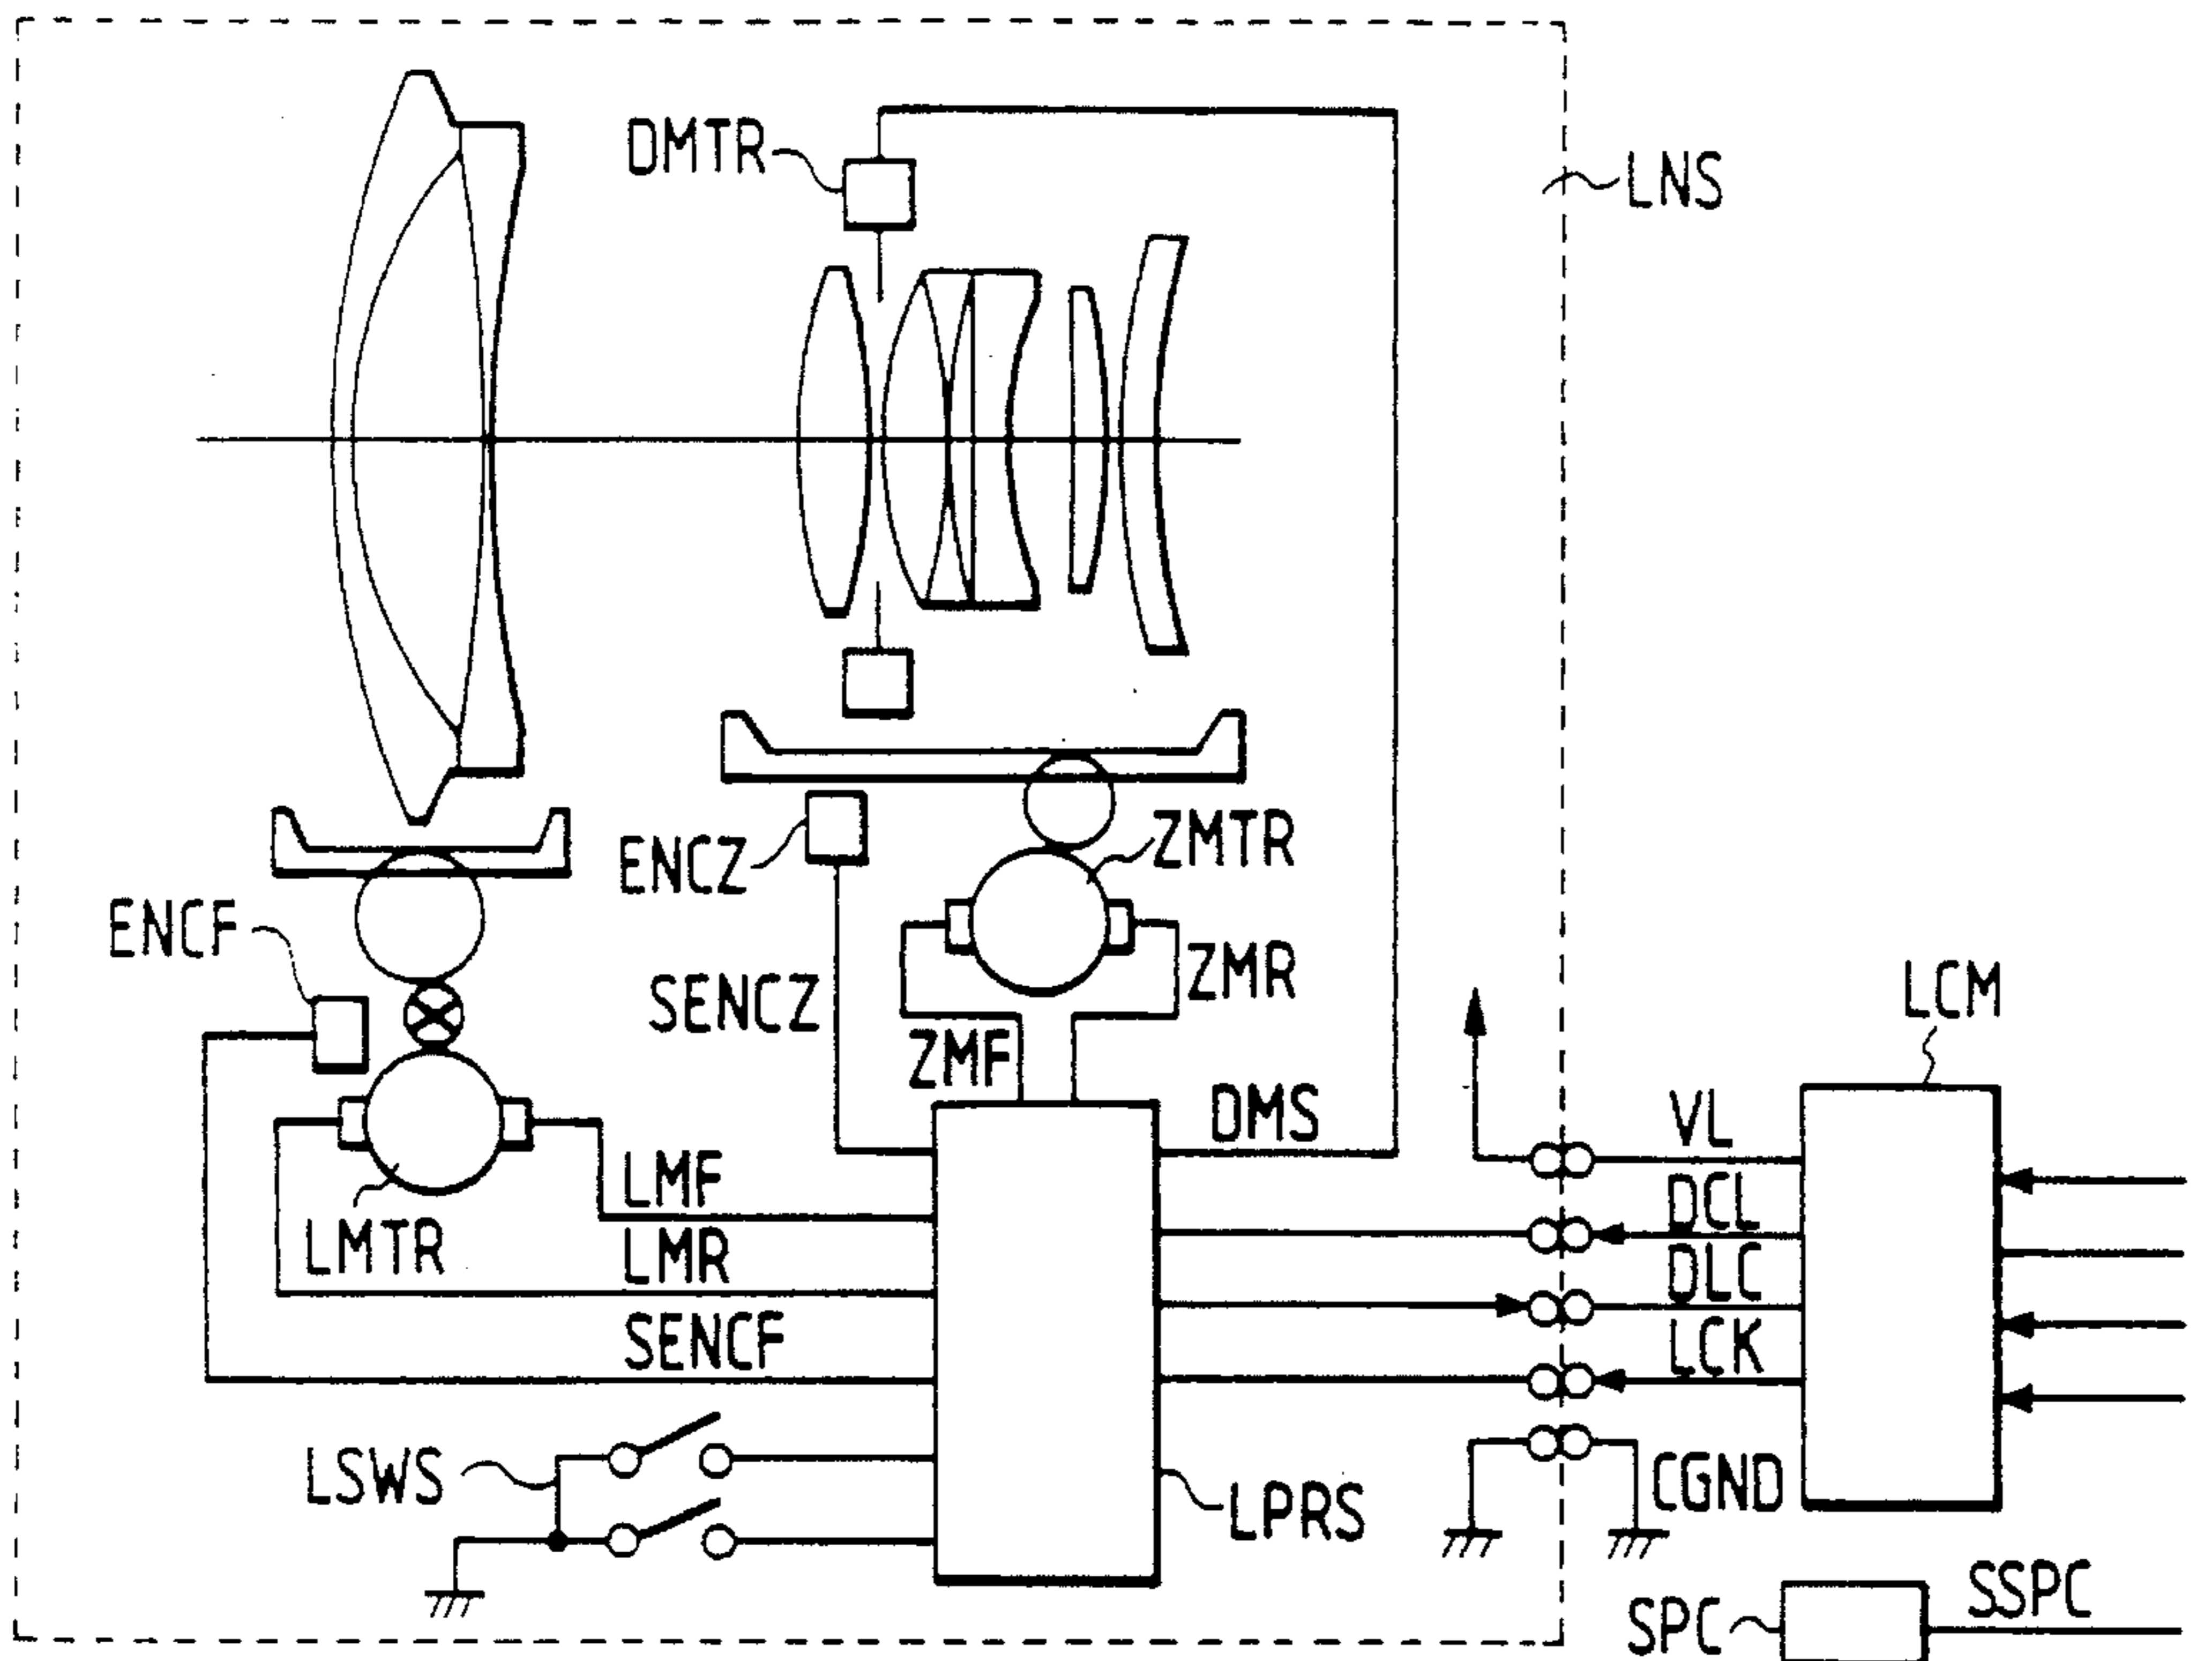 DMTR
LNS
ENCZ
ZMTR
ENCF
SENCZ
ZMR
LCM
ZMF
DMS
VL
LMF
DCL
LMTR
LMR
DLC
SENCF
LCK
LSWS
LPRS
CGND
SPC
SSPC